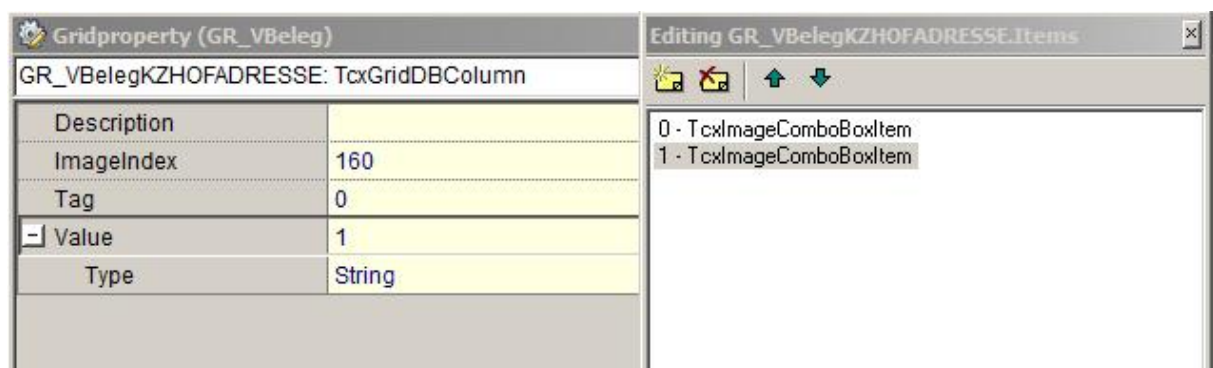 Gridproperty (GR_VBeleg)
GR_VBelegKZHOFADRESSE: TcxGridDBColumn
Description
ImageIndex 160
Tag 0
Value 1
Type String
Editing GR_VBelegKZHOFADRESSE.Items
0 - TcxImageComboBoxItem
1 - TcxImageComboBoxItem